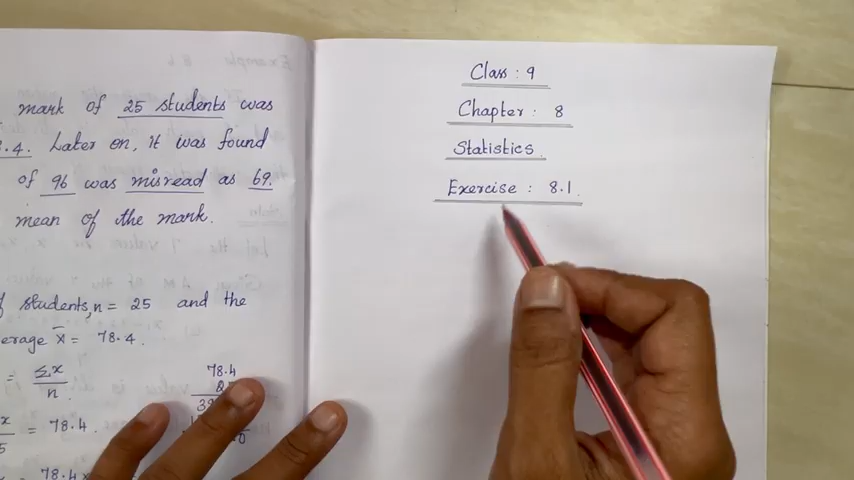 mark of 25 students was
8.4. Later on, it was found
of 96 was misread as 69.
mean of the mark.
students, n = 25 and the
x̄ = 78.4.
= Σx
n
= 78.4.
78.4
Class : 9
Chapter : 8
Statistics.
Exercise : 8.1.